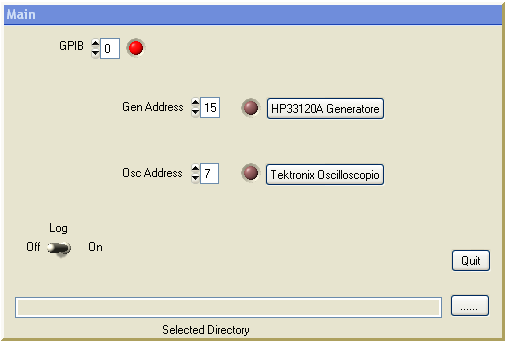 Main
GPIB 0
Gen Address 15 HP33120A Generatore
Osc Address 7 Tektronix Oscilloscopio
Log
Off On
Quit
......
Selected Directory